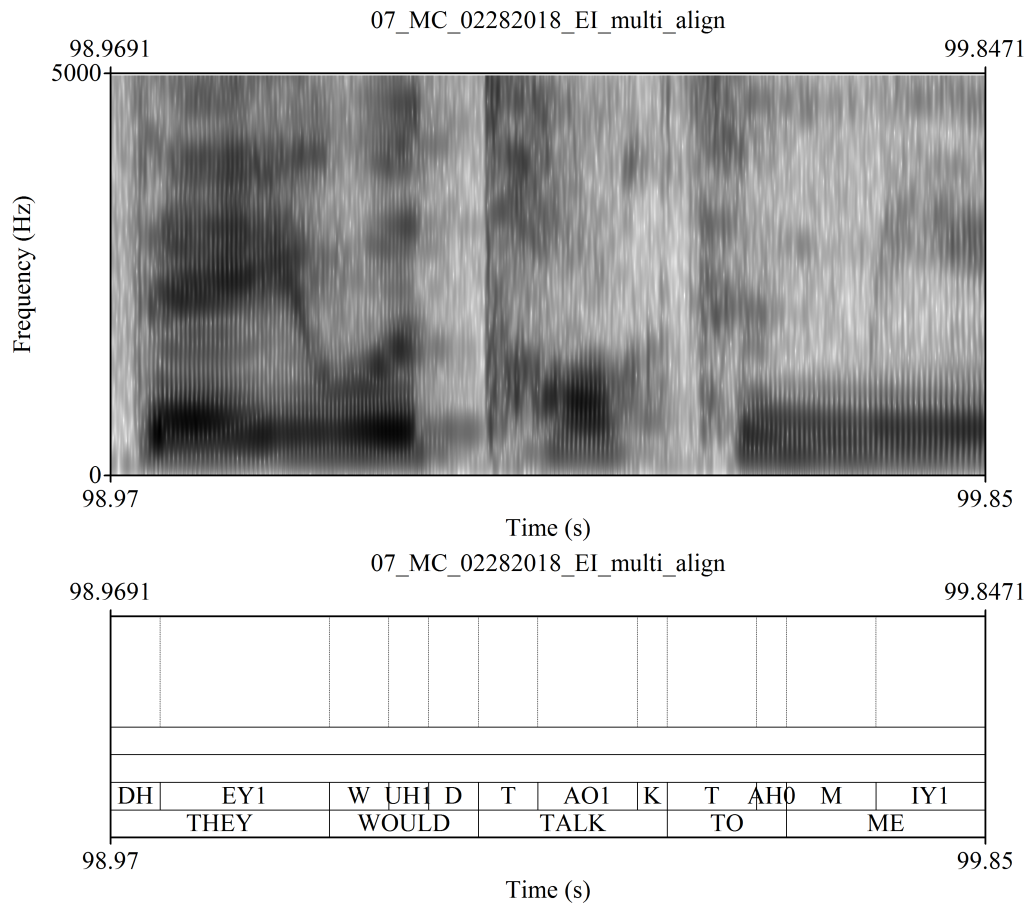 07_MC_02282018_EI_multi_align
98.9691 99.8471
5000
Frequency (Hz)
0
98.97 99.85
Time (s)
07_MC_02282018_EI_multi_align
98.9691 99.8471
DH EY1 W UH1 D T AO1 K T AH0 M IY1
THEY WOULD TALK TO ME
98.97 99.85
Time (s)